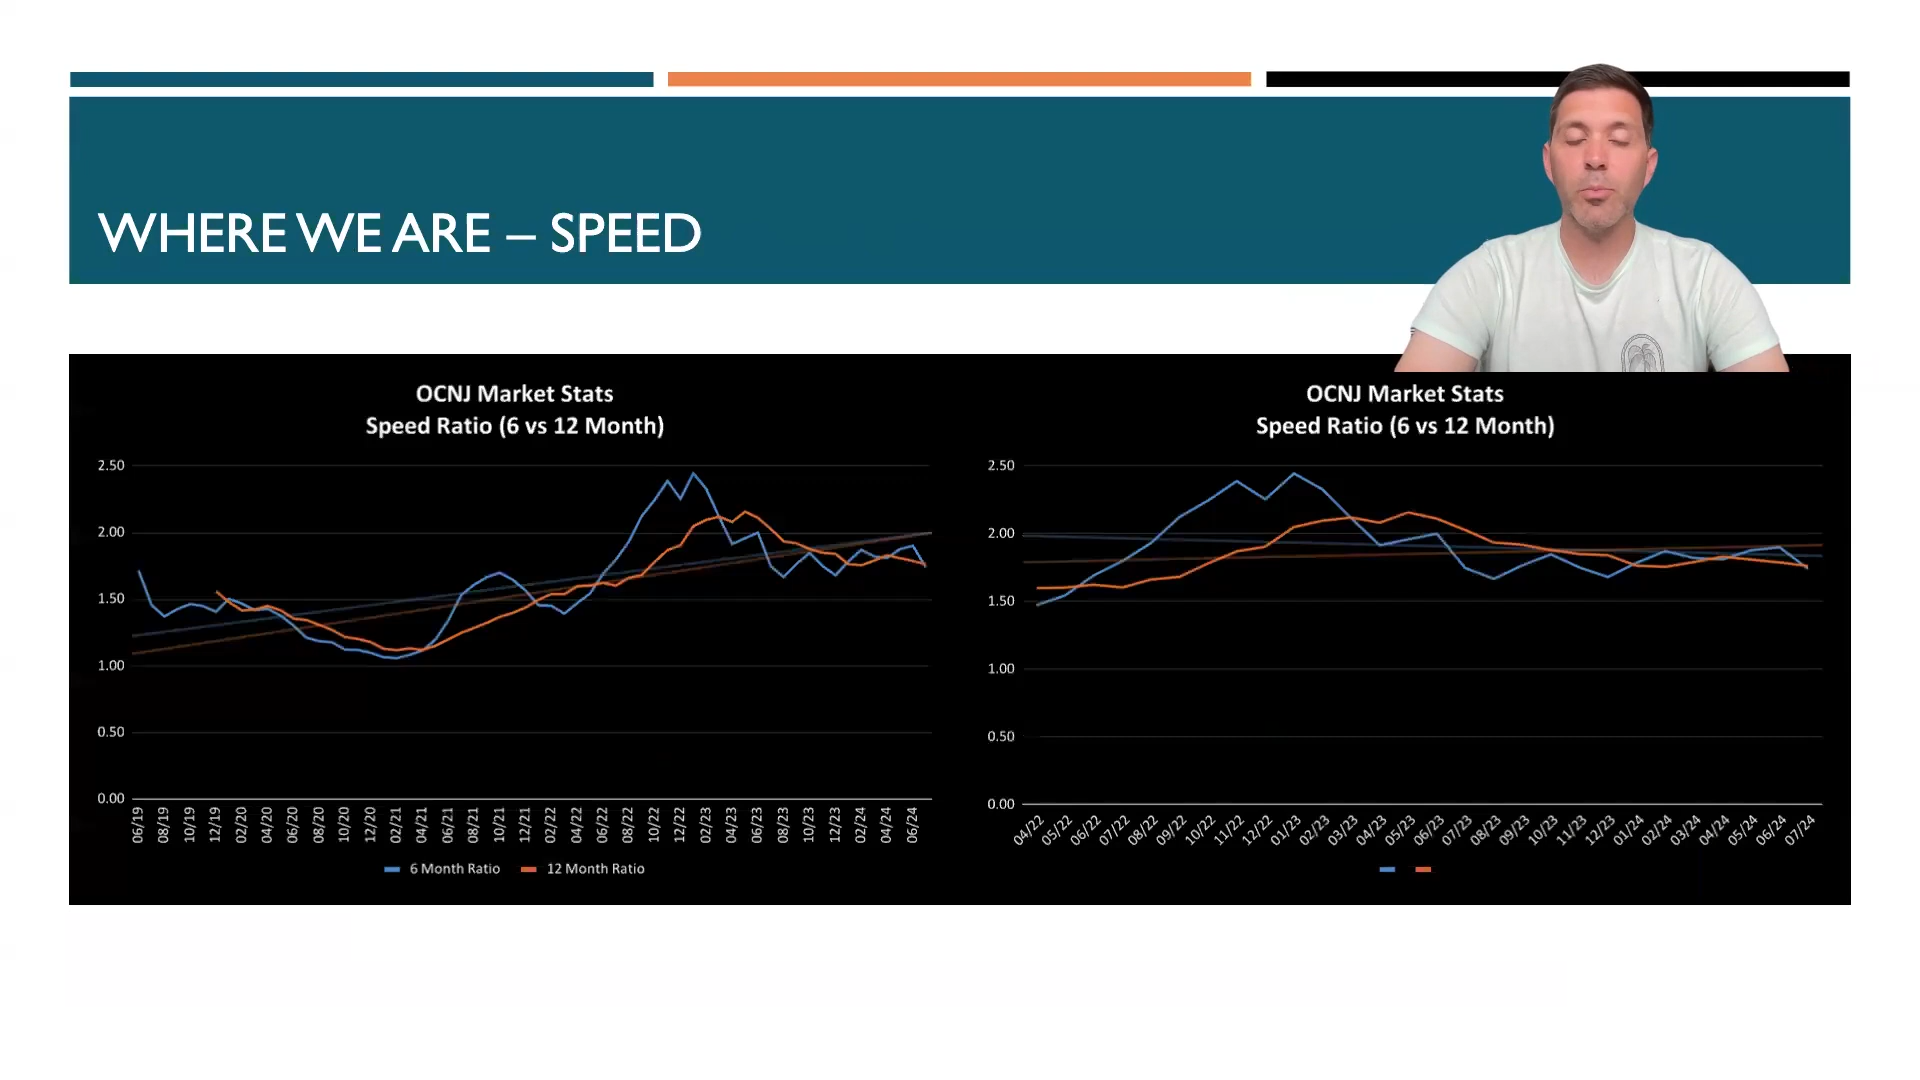 WHERE WE ARE – SPEED
OCNJ Market Stats
Speed Ratio (6 vs 12 Month)
2.50
2.00
1.50
1.00
0.50
0.00
06/19 08/19 10/19 12/19 02/20 04/20 06/20 08/20 10/20 12/20 02/21 04/21 06/21 08/21 10/21 12/21 02/22 04/22 06/22 08/22 10/22 12/22 02/23 04/23 06/23 08/23 10/23 12/23 02/24 04/24 06/24
6 Month Ratio 12 Month Ratio
OCNJ Market Stats
Speed Ratio (6 vs 12 Month)
2.50
2.00
1.50
1.00
0.50
0.00
04/22 05/22 06/22 07/22 08/22 09/22 10/22 11/22 12/22 01/23 02/23 03/23 04/23 05/23 06/23 07/23 08/23 09/23 10/23 11/23 12/23 01/24 02/24 03/24 04/24 05/24 06/24 07/24